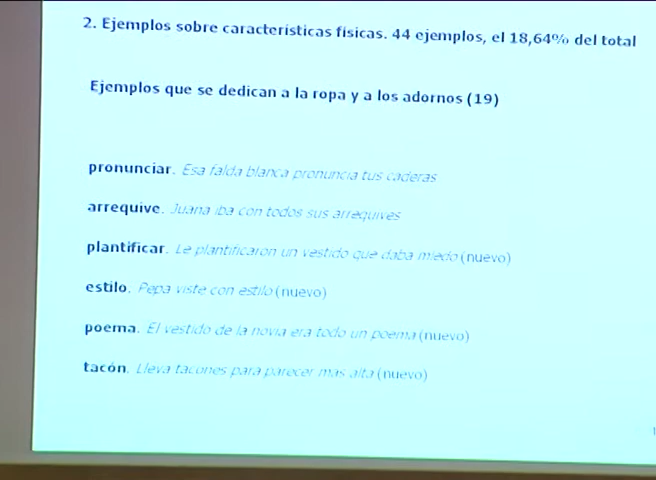 2. Ejemplos sobre características físicas. 44 ejemplos, el 18,64% del total
Ejemplos que se dedican a la ropa y a los adornos (19)
pronunciar. Esa falda blanca pronuncia tus caderas
arrequive. Juana iba con todos sus arrequives
plantificar. Le plantificaron un vestido que daba miedo (nuevo)
estilo. Pepa viste con estilo (nuevo)
poema. El vestido de la novia era todo un poema (nuevo)
tacón. Lleva tacones para parecer más alta (nuevo)